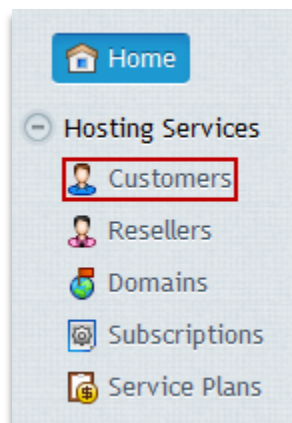 Home
Hosting Services
Customers
Resellers
Domains
Subscriptions
Service Plans